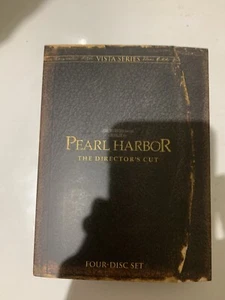 VISTA SERIES
PEARL HARBOR
THE DIRECTOR'S CUT
FOUR-DISC SET